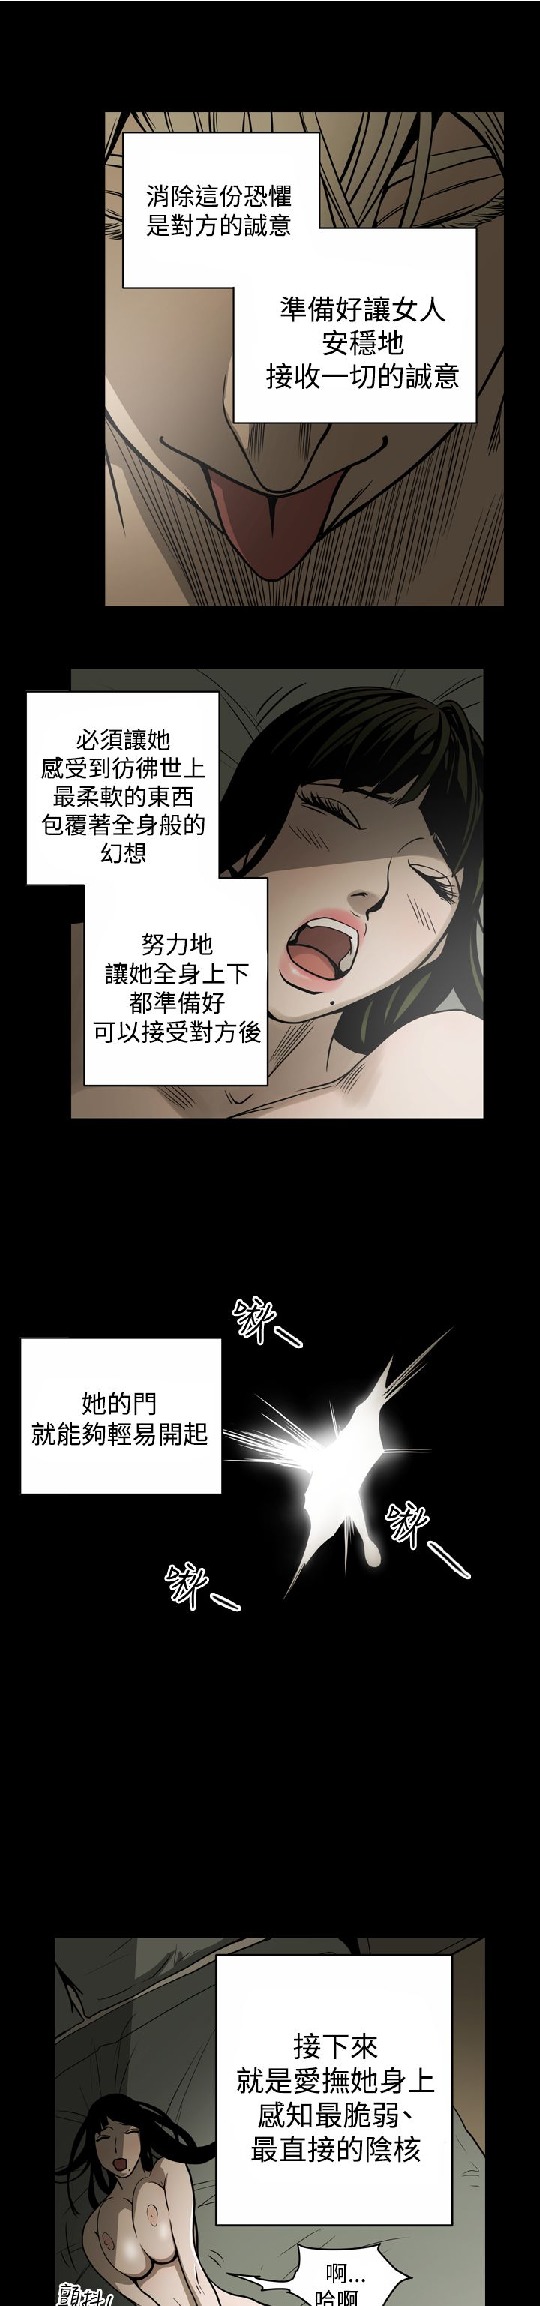 消除這份恐懼
是對方的誠意
準備好讓女人
安穩地
接收一切的誠意
必須讓她
感受到彷彿世上
最柔軟的東西
包覆著全身般的
幻想
努力地
讓她全身上下
都準備好
可以接受對方後
啾~
她的門
就能夠輕易開起
啾~
啾~
接下來
就是愛撫她身上
感知最脆弱、
最直接的陰核
啊...
哈啊
顫抖!